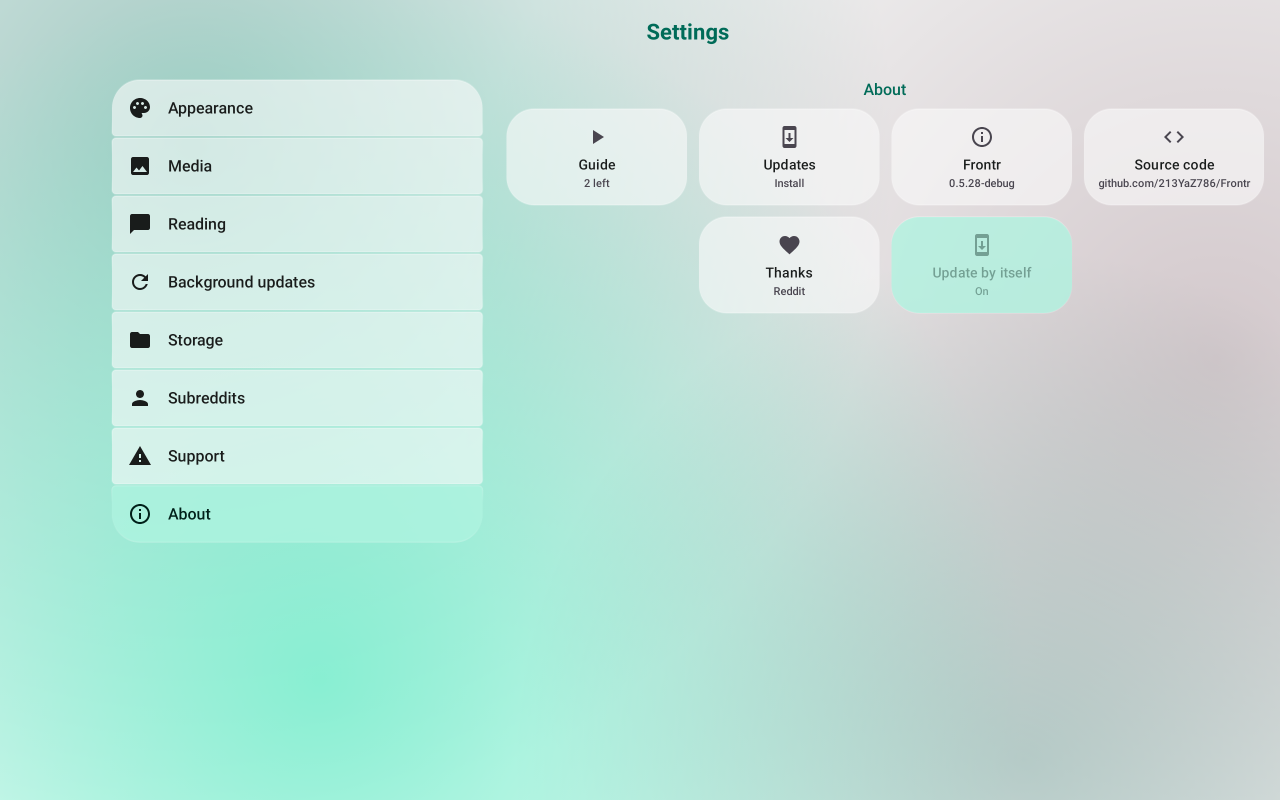 Settings
Appearance
Media
Reading
Background updates
Storage
Subreddits
Support
About
About
Guide
2 left
Updates
Install
Frontr
0.5.28-debug
Source code
github.com/213YaZ786/Frontr
Thanks
Reddit
Update by itself
On